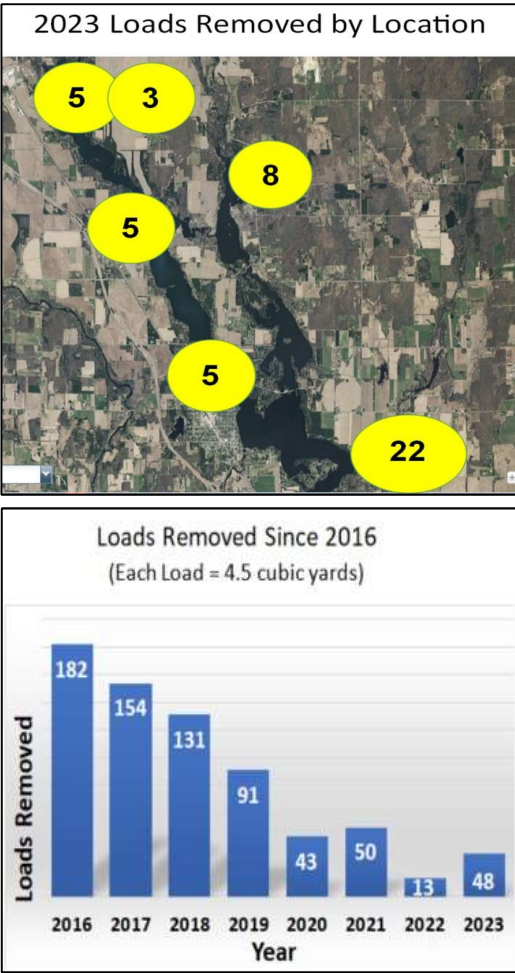 2023 Loads Removed by Location
5 3
8
5
5
22
Loads Removed Since 2016
(Each Load = 4.5 cubic yards)
Loads Removed
182
154
131
91
43
50
13
48
2016 2017 2018 2019 2020 2021 2022 2023
Year